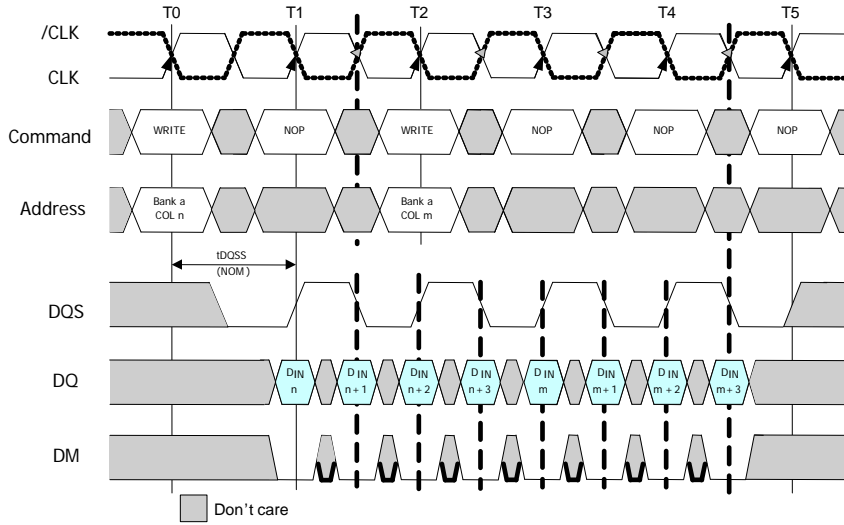 T0 T1 T2 T3 T4 T5
/CLK
CLK
Command WRITE NOP WRITE NOP NOP NOP
Address Bank a Bank a
COL n COL m
tDQSS
(NOM)
DQS
DQ DIN DIN DIN DIN DIN DIN DIN DIN
n n+1 n+2 n+3 m m+1 m+2 m+3
DM
Don't care